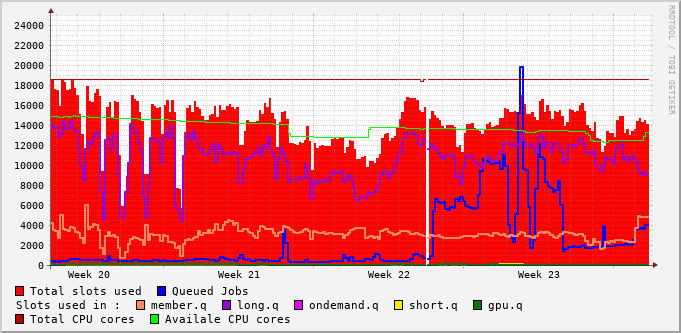 24000
22000
20000
18000
16000
14000
12000
10000
8000
6000
4000
2000
0
Week 20 Week 21 Week 22 Week 23
Total slots used Queued Jobs
Slots used in : member.q long.q ondemand.q short.q gpu.q
Total CPU cores Availale CPU cores
RRDTOOL / TOBI OETIKER